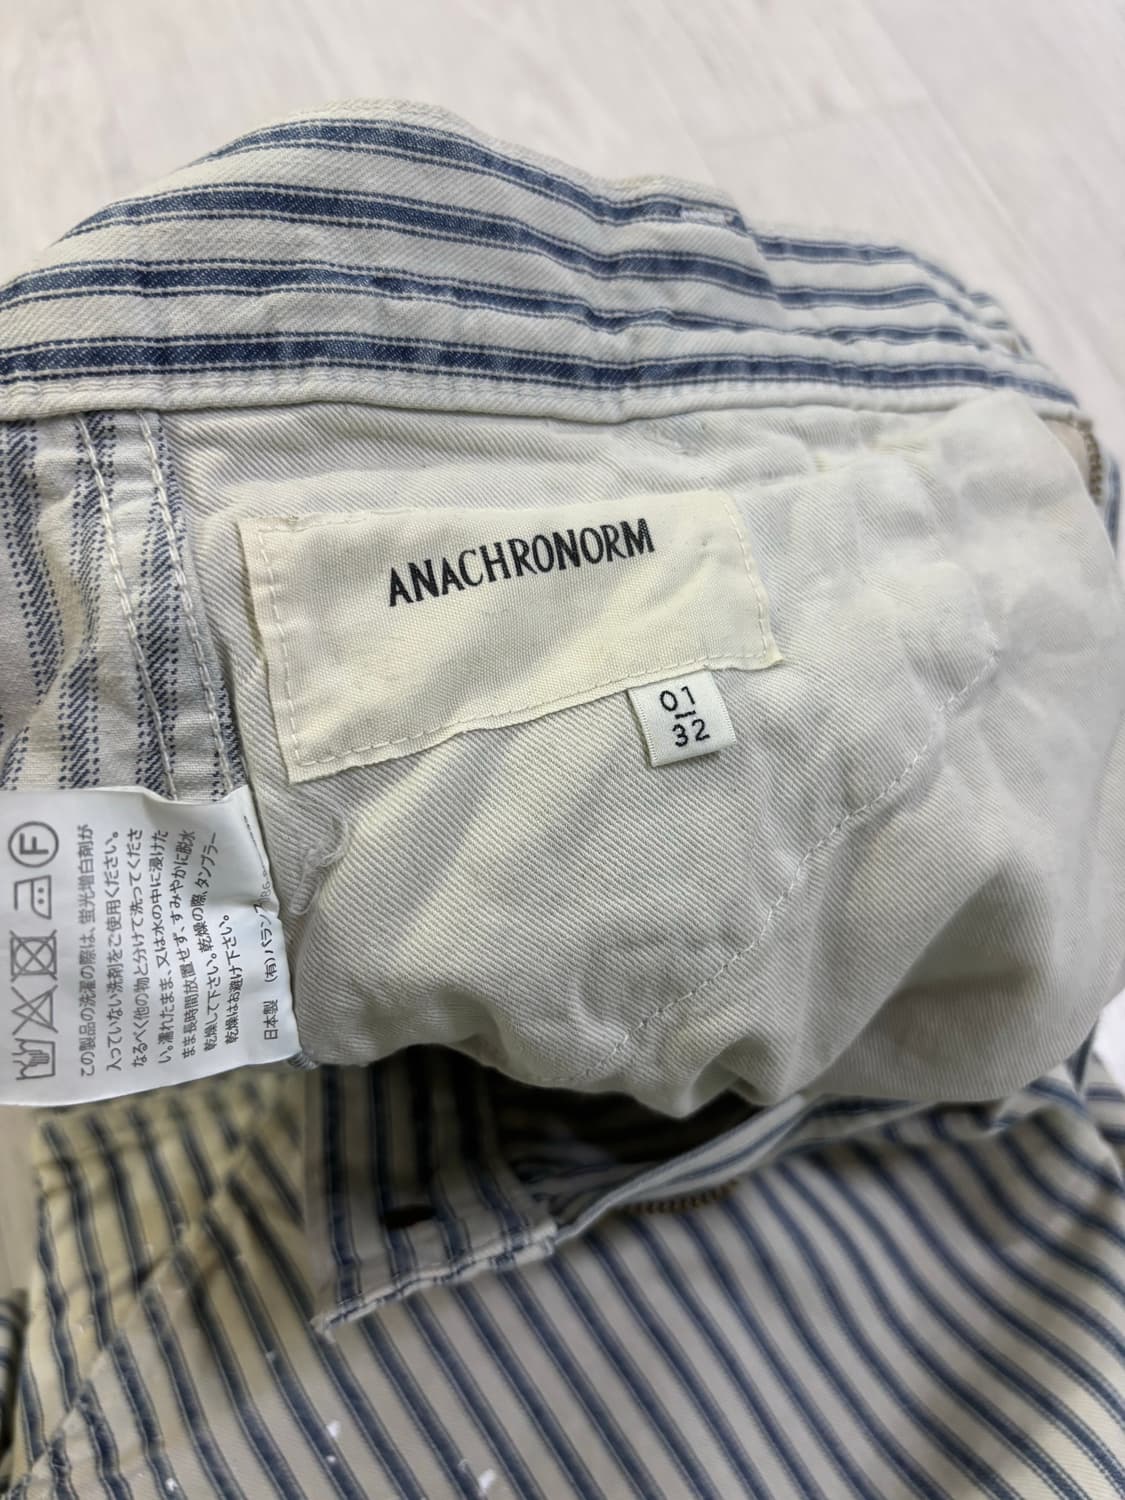 ANACHRONORM
01
32
F
この製品の洗濯の際は、蛍光増白剤が
入っていない洗剤をご使用ください。
なるべく他の物と分けて洗ってくださ
い。濡れたまま、又は水の中に浸けた
まま長時間放置せず、すみやかに脱水
乾燥して下さい。乾燥の際、タンブラー
乾燥はお避け下さい。
日本製 (有)バランス